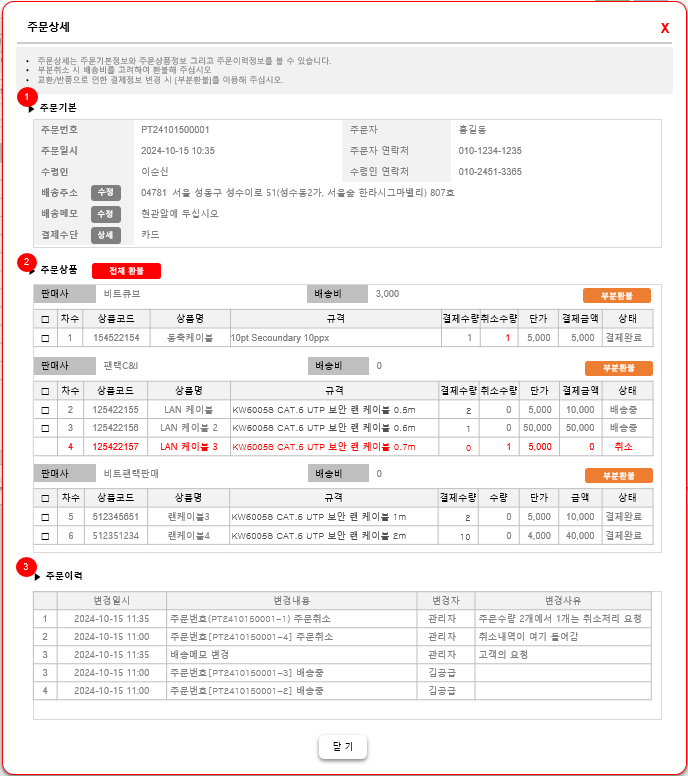 주문상세
X
• 주문상세는 주문기본정보와 주문상품정보 그리고 주문이력정보를 볼 수 있습니다.
• 부분취소 시 배송비를 고려하여 환불해 주십시오
• 교환/반품으로 인한 결제정보 변경 시 [부분환불]를 이용해 주십시오.
1
▶ 주문기본
주문번호 PT24101500001 주문자 홍길동
주문일시 2024-10-15 10:35 주문자 연락처 010-1234-1235
수령인 이순신 수령인 연락처 010-2451-3365
배송주소 수정 04781 서울 성동구 성수이로 51(성수동2가, 서울숲 한라시그마밸리) 807호
배송메모 수정 현관앞에 두십시오
결제수단 상세 카드
2
▶ 주문상품 전체 환불
판매사 비트큐브 배송비 3,000 부분환불
□ 차수 상품코드 상품명 규격 결제수량 취소수량 단가 결제금액 상태
□ 1 154522154 동축케이블 10pt Secoundary 10ppx 1 1 5,000 5,000 결제완료
판매사 팬택C&I 배송비 0 부분환불
□ 차수 상품코드 상품명 규격 결제수량 취소수량 단가 결제금액 상태
□ 2 125422155 LAN 케이블 KW6005B CAT.6 UTP 보안 랜 케이블 0.5m 2 0 5,000 10,000 배송중
□ 3 125422156 LAN 케이블 2 KW6005B CAT.6 UTP 보안 랜 케이블 0.6m 1 0 50,000 50,000 배송중
4 125422157 LAN 케이블 3 KW6005B CAT.6 UTP 보안 랜 케이블 0.7m 0 1 5,000 0 취소
판매사 비트팬택판매 배송비 0 부분환불
□ 차수 상품코드 상품명 규격 결제수량 수량 단가 금액 상태
□ 5 512345651 랜케이블3 KW6005B CAT.6 UTP 보안 랜 케이블 1m 2 0 5,000 10,000 결제완료
□ 6 512351234 랜케이블4 KW6005B CAT.6 UTP 보안 랜 케이블 2m 10 0 4,000 40,000 결제완료
3
▶ 주문이력
변경일시 변경내용 변경자 변경사유
1 2024-10-15 11:35 주문번호(PT2410150001-1) 주문취소 관리자 주문수량 2개에서 1개는 취소처리 요청
2 2024-10-15 11:00 주문번호[PT2410150001-4] 주문취소 관리자 취소내역이 여기 들어감
3 2024-10-15 11:35 배송메모 변경 관리자 고객의 요청
3 2024-10-15 11:00 주문번호[PT2410150001-3] 배송중 김공급
4 2024-10-15 11:00 주문번호[PT2410150001-2] 배송중 김공급
닫 기